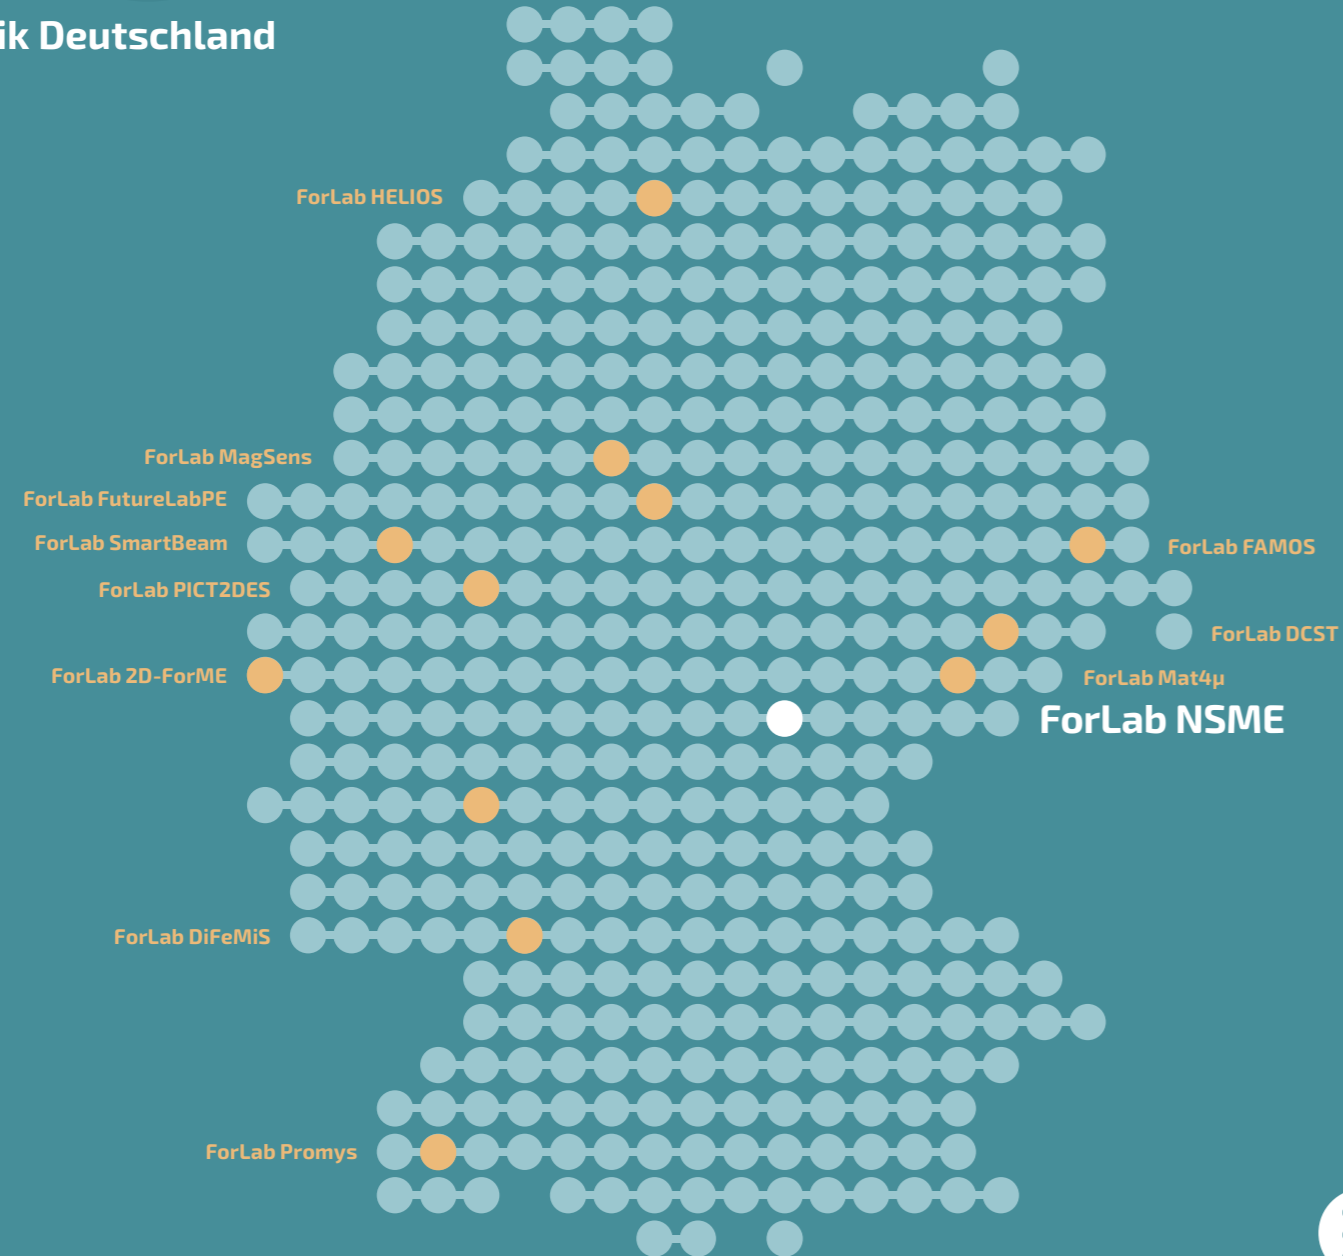 ik Deutschland
ForLab HELIOS
ForLab MagSens
ForLab FutureLabPE
ForLab SmartBeam
ForLab FAMOS
ForLab PICT2DES
ForLab DCST
ForLab 2D-ForME
ForLab Mat4μ
ForLab NSME
ForLab DiFeMiS
ForLab Promys